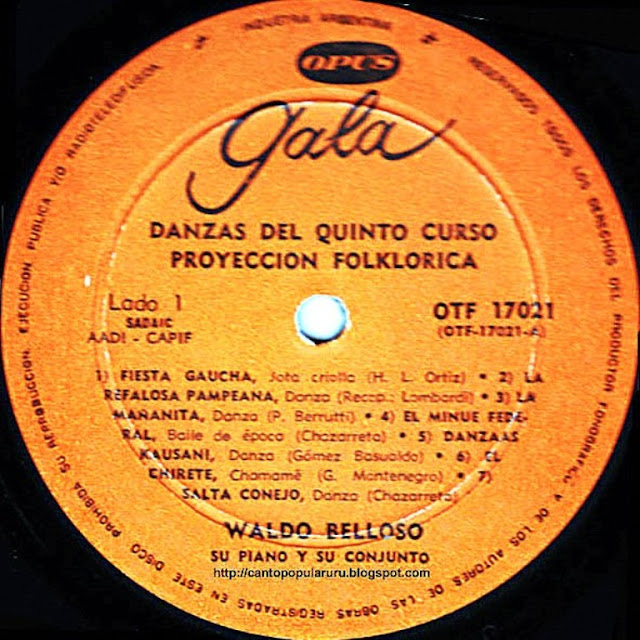 INDUSTRIA ARGENTINA
RESERVADOS TODOS LOS DERECHOS DEL PRODUCTOR FONOGRAFICO Y DE LOS AUTORES DE LAS OBRAS REGISTRADAS EN ESTE DISCO PROHIBIDA SU REPRODUCCION, EJECUCION PUBLICA Y/O RADIOTELEDIFUSION
OPUS
Gala
DANZAS DEL QUINTO CURSO
PROYECCION FOLKLORICA
Lado 1
SADAIC
AADI - CAPIF
OTF 17021
(OTF-17021-A)
1) FIESTA GAUCHA, Jota criolla (H. L. Ortiz) • 2) LA
REFALOSA PAMPEANA, Danza (Recop.: Lombardi) • 3) LA
MAÑANITA, Danza (P. Berrutti) • 4) EL MINUE FEDE-
RAL, Baile de época (Chazarreta) • 5) DANZAAS
KAUSANI, Danza (Gómez Basualdo) • 6) EL
CHIRETE, Chamamé (G. Montenegro) • 7)
SALTA CONEJO, Danza (Chazarreta)
WALDO BELLOSO
SU PIANO Y SU CONJUNTO
http://cantopopularuru.blogspot.com